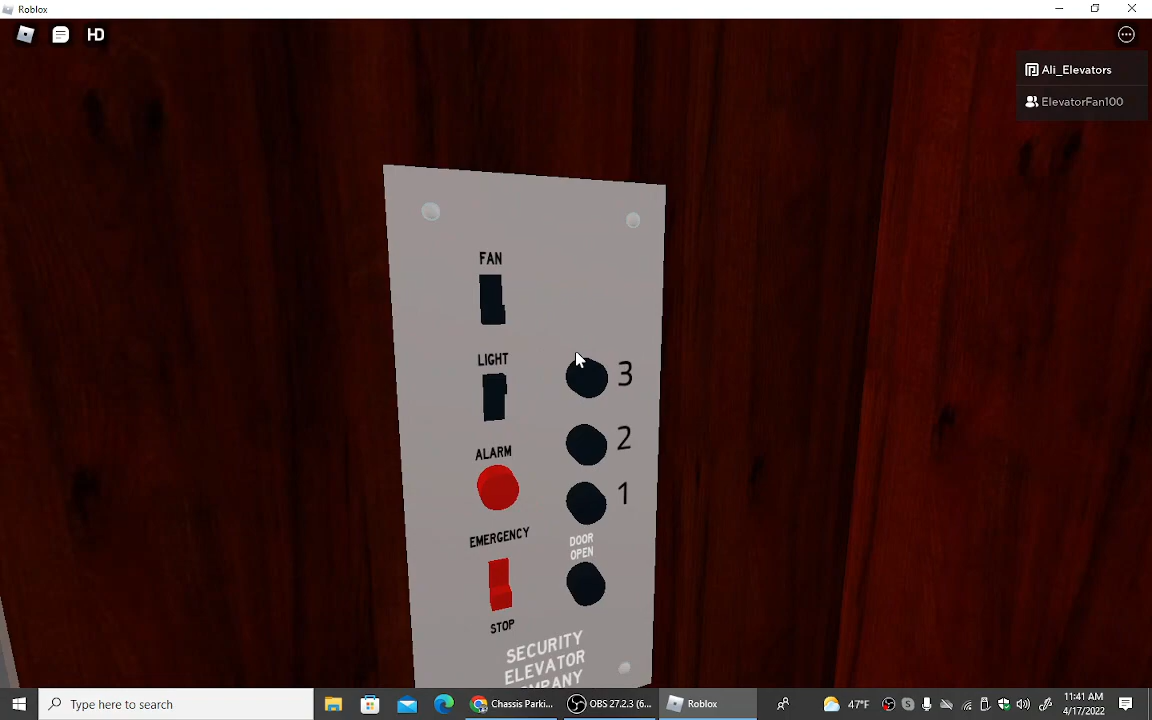 Roblox
HD
Ali_Elevators
ElevatorFan100
FAN
LIGHT
3
2
ALARM
1
EMERGENCY
DOOR
OPEN
STOP
SECURITY
ELEVATOR
Type here to search
Chassis Parki...
OBS 27.2.3 (6...
Roblox
47°F
11:41 AM
4/17/2022